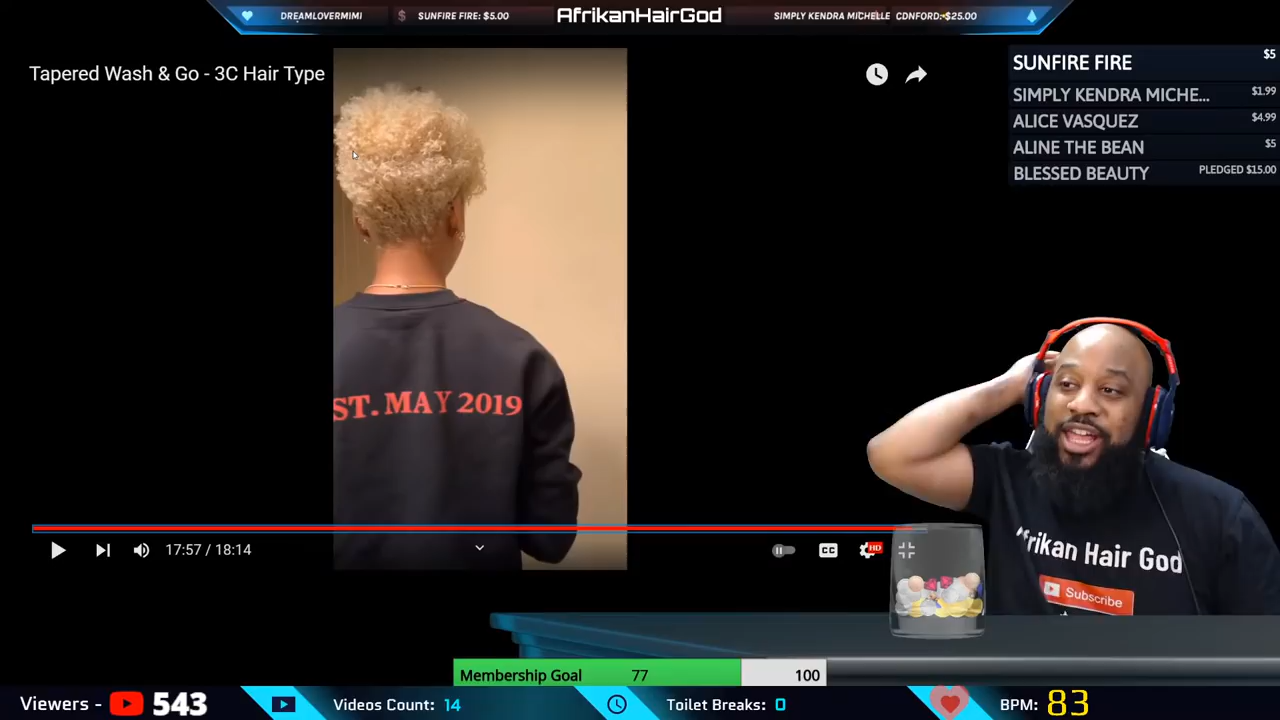 DREAMLOVERMIMI
$ SUNFIRE FIRE: $5.00
AfrikanHairGod
SIMPLY KENDRA MICHELLE CDNFORD: $25.00
Tapered Wash & Go - 3C Hair Type
SUNFIRE FIRE $5
SIMPLY KENDRA MICHE... $1.99
ALICE VASQUEZ $4.99
ALINE THE BEAN $5
BLESSED BEAUTY PLEDGED $15.00
ST. MAY 2019
17:57 / 18:14
CC
HD
frikan Hair God
Subscribe
Membership Goal 77 100
Viewers - 543
Videos Count: 14
Toilet Breaks: 0
BPM: 83